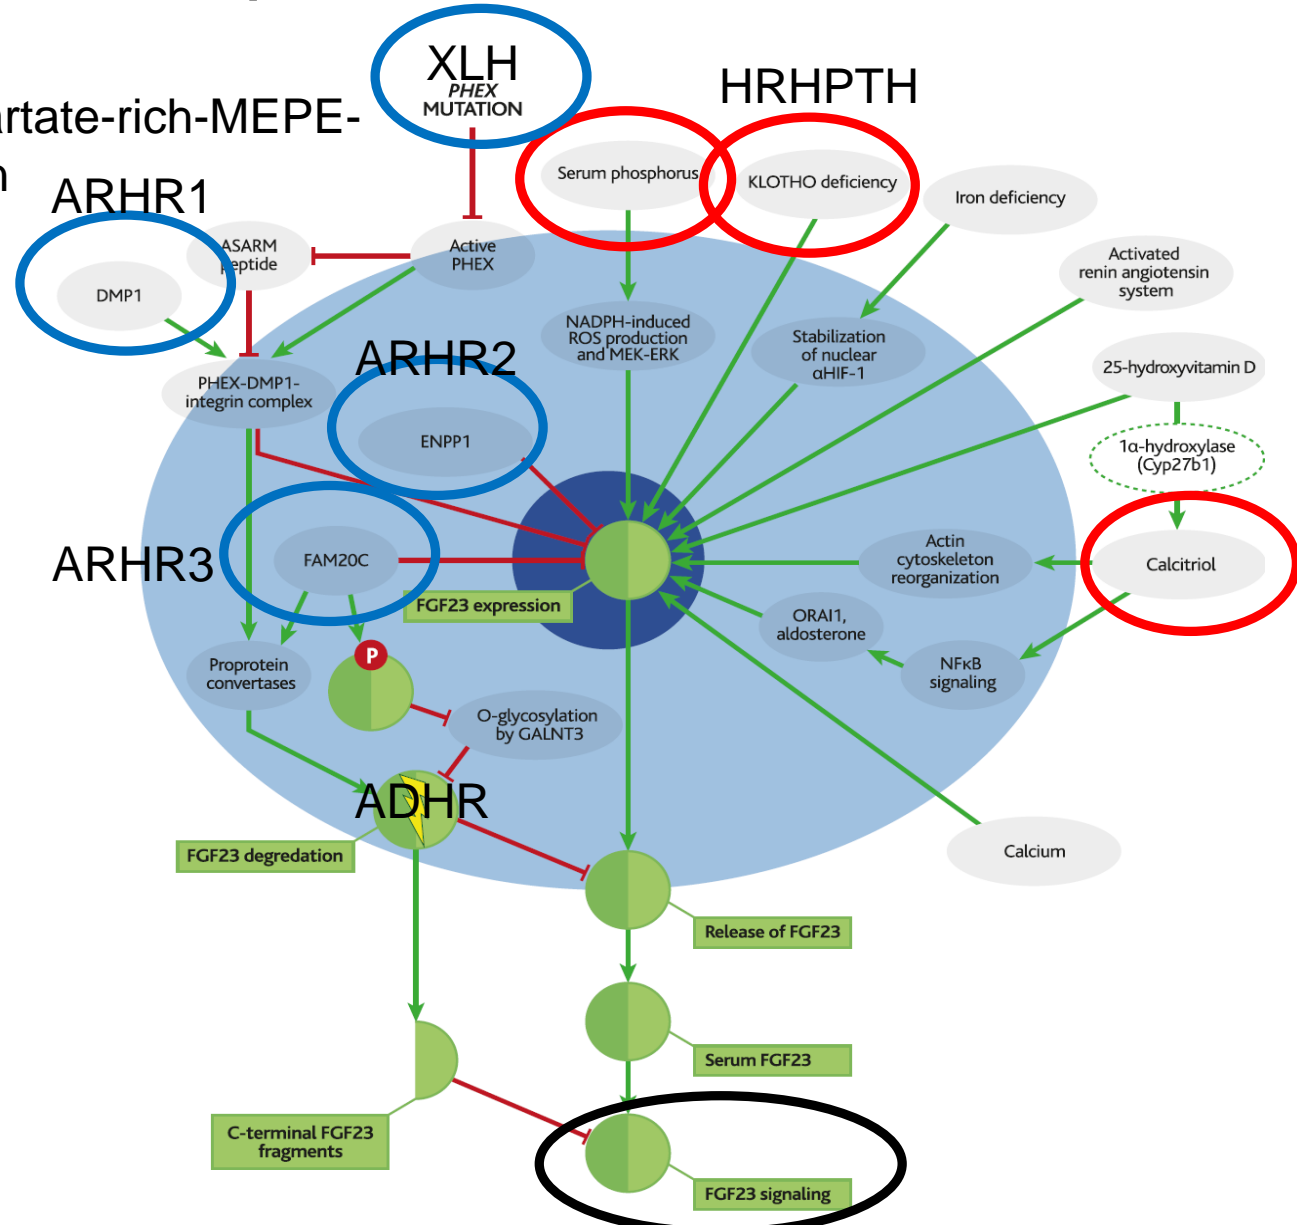 XLH
PHEX
MUTATION
HRHPTH
artate-rich-MEPE-
n
ARHR1
Serum phosphorus
KLOTHO deficiency
Iron deficiency
ASARM
peptide
Active
PHEX
Activated
renin angiotensin
system
DMP1
NADPH-induced
ROS production
and MEK-ERK
Stabilization
of nuclear
αHIF-1
ARHR2
25-hydroxyvitamin D
PHEX-DMP1-
integrin complex
ENPP1
1α-hydroxylase
(Cyp27b1)
ARHR3
FAM20C
Actin
cytoskeleton
reorganization
Calcitriol
FGF23 expression
ORAI1,
aldosterone
P
Proprotein
convertases
NFκB
signaling
O-glycosylation
by GALNT3
ADHR
FGF23 degredation
Calcium
Release of FGF23
Serum FGF23
C-terminal FGF23
fragments
FGF23 signaling